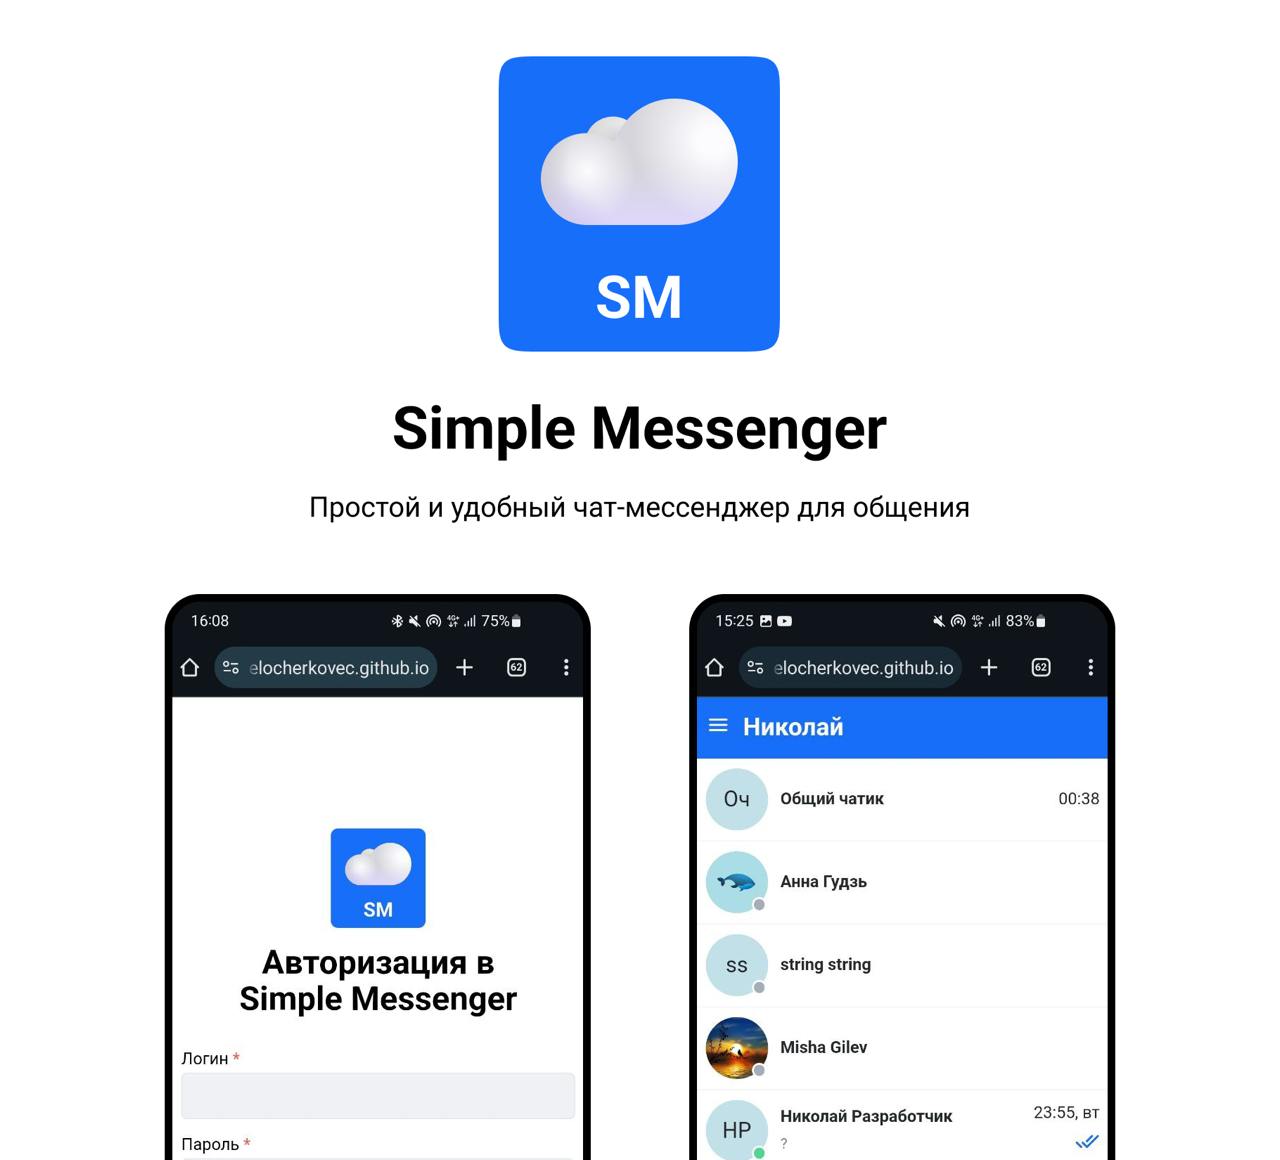 SM
Simple Messenger
Простой и удобный чат-мессенджер для общения
16:08
4G+
75%
elocherkovec.github.io
62
SM
Авторизация в
Simple Messenger
Логин *
Пароль *
15:25
4G+
83%
elocherkovec.github.io
62
Николай
Оч
Общий чатик
00:38
Анна Гудзь
ss
string string
Misha Gilev
НР
Николай Разработчик
23:55, вт
?